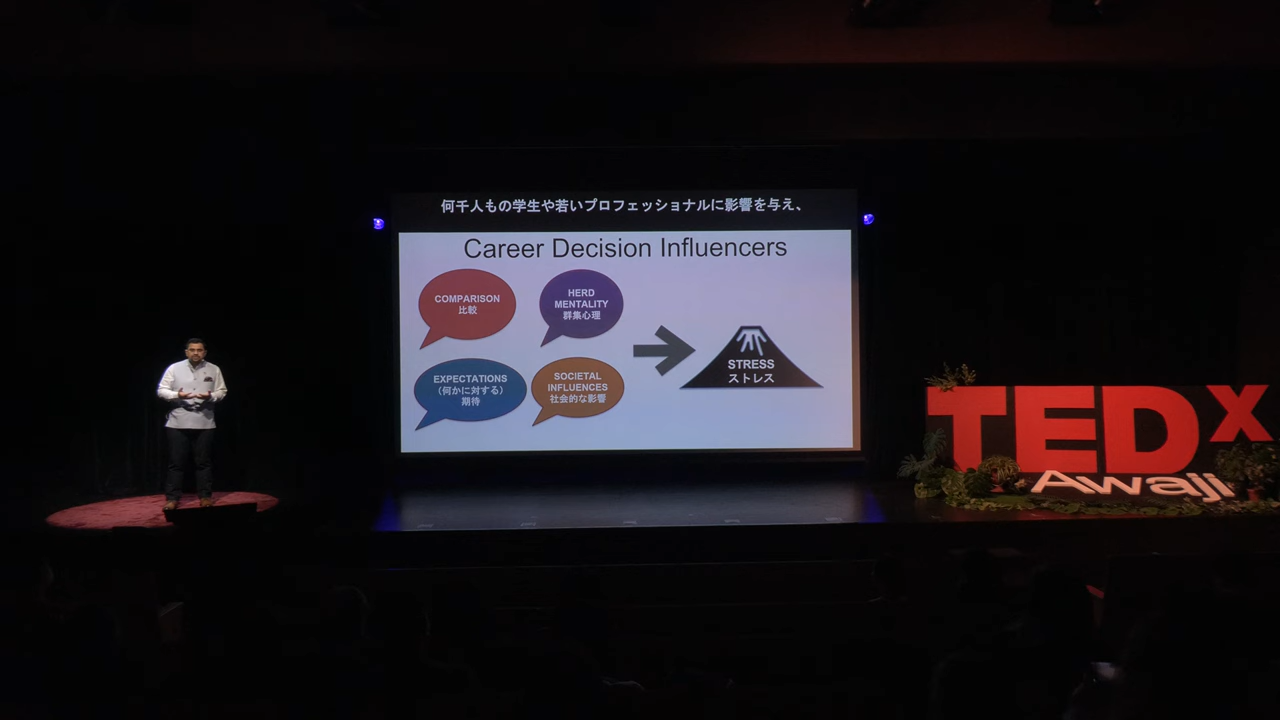 何千人もの学生や若いプロフェッショナルに影響を与え、
Career Decision Influencers
COMPARISON
比較
HERD
MENTALITY
群集心理
EXPECTATIONS
（何かに対する）
期待
SOCIETAL
INFLUENCES
社会的な影響
STRESS
ストレス
TEDx
Awaji